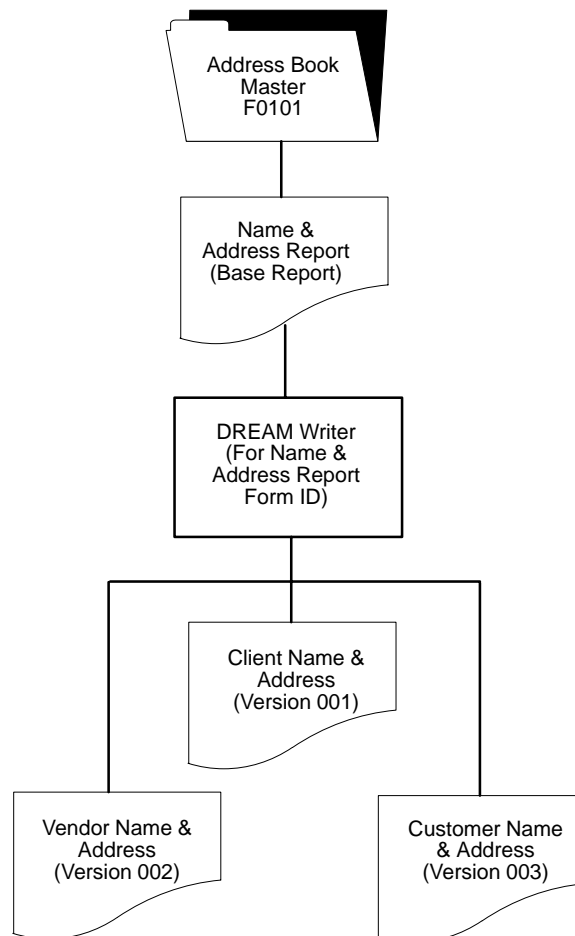 Address Book
Master
F0101
Name &
Address Report
(Base Report)
DREAM Writer
(For Name &
Address Report
Form ID)
Client Name &
Address
(Version 001)
Vendor Name &
Address
(Version 002)
Customer Name
& Address
(Version 003)